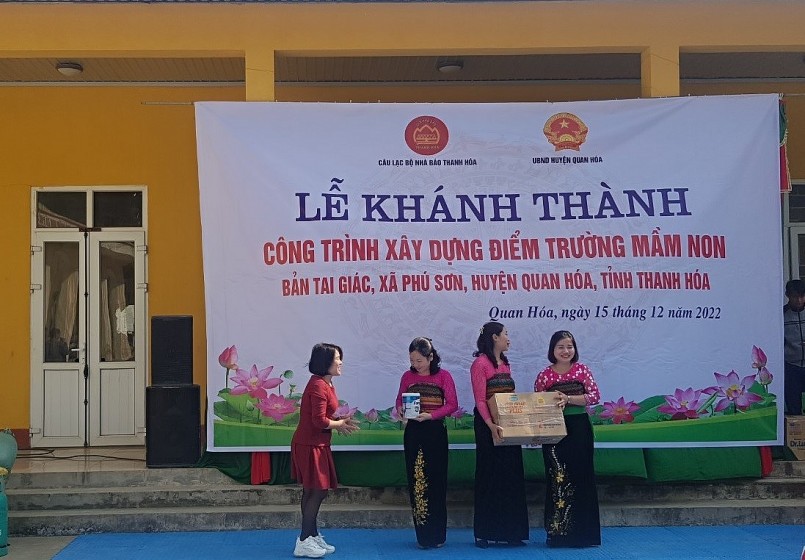 CÂU LẠC BỘ NHÀ BÁO THANH HÓA
UBND HUYỆN QUAN HÓA
LỄ KHÁNH THÀNH
CÔNG TRÌNH XÂY DỰNG ĐIỂM TRƯỜNG MẦM NON
BẢN TAI GIÁC, XÃ PHÚ SƠN, HUYỆN QUAN HÓA, TỈNH THANH HÓA
Quan Hóa, ngày 15 tháng 12 năm 2022